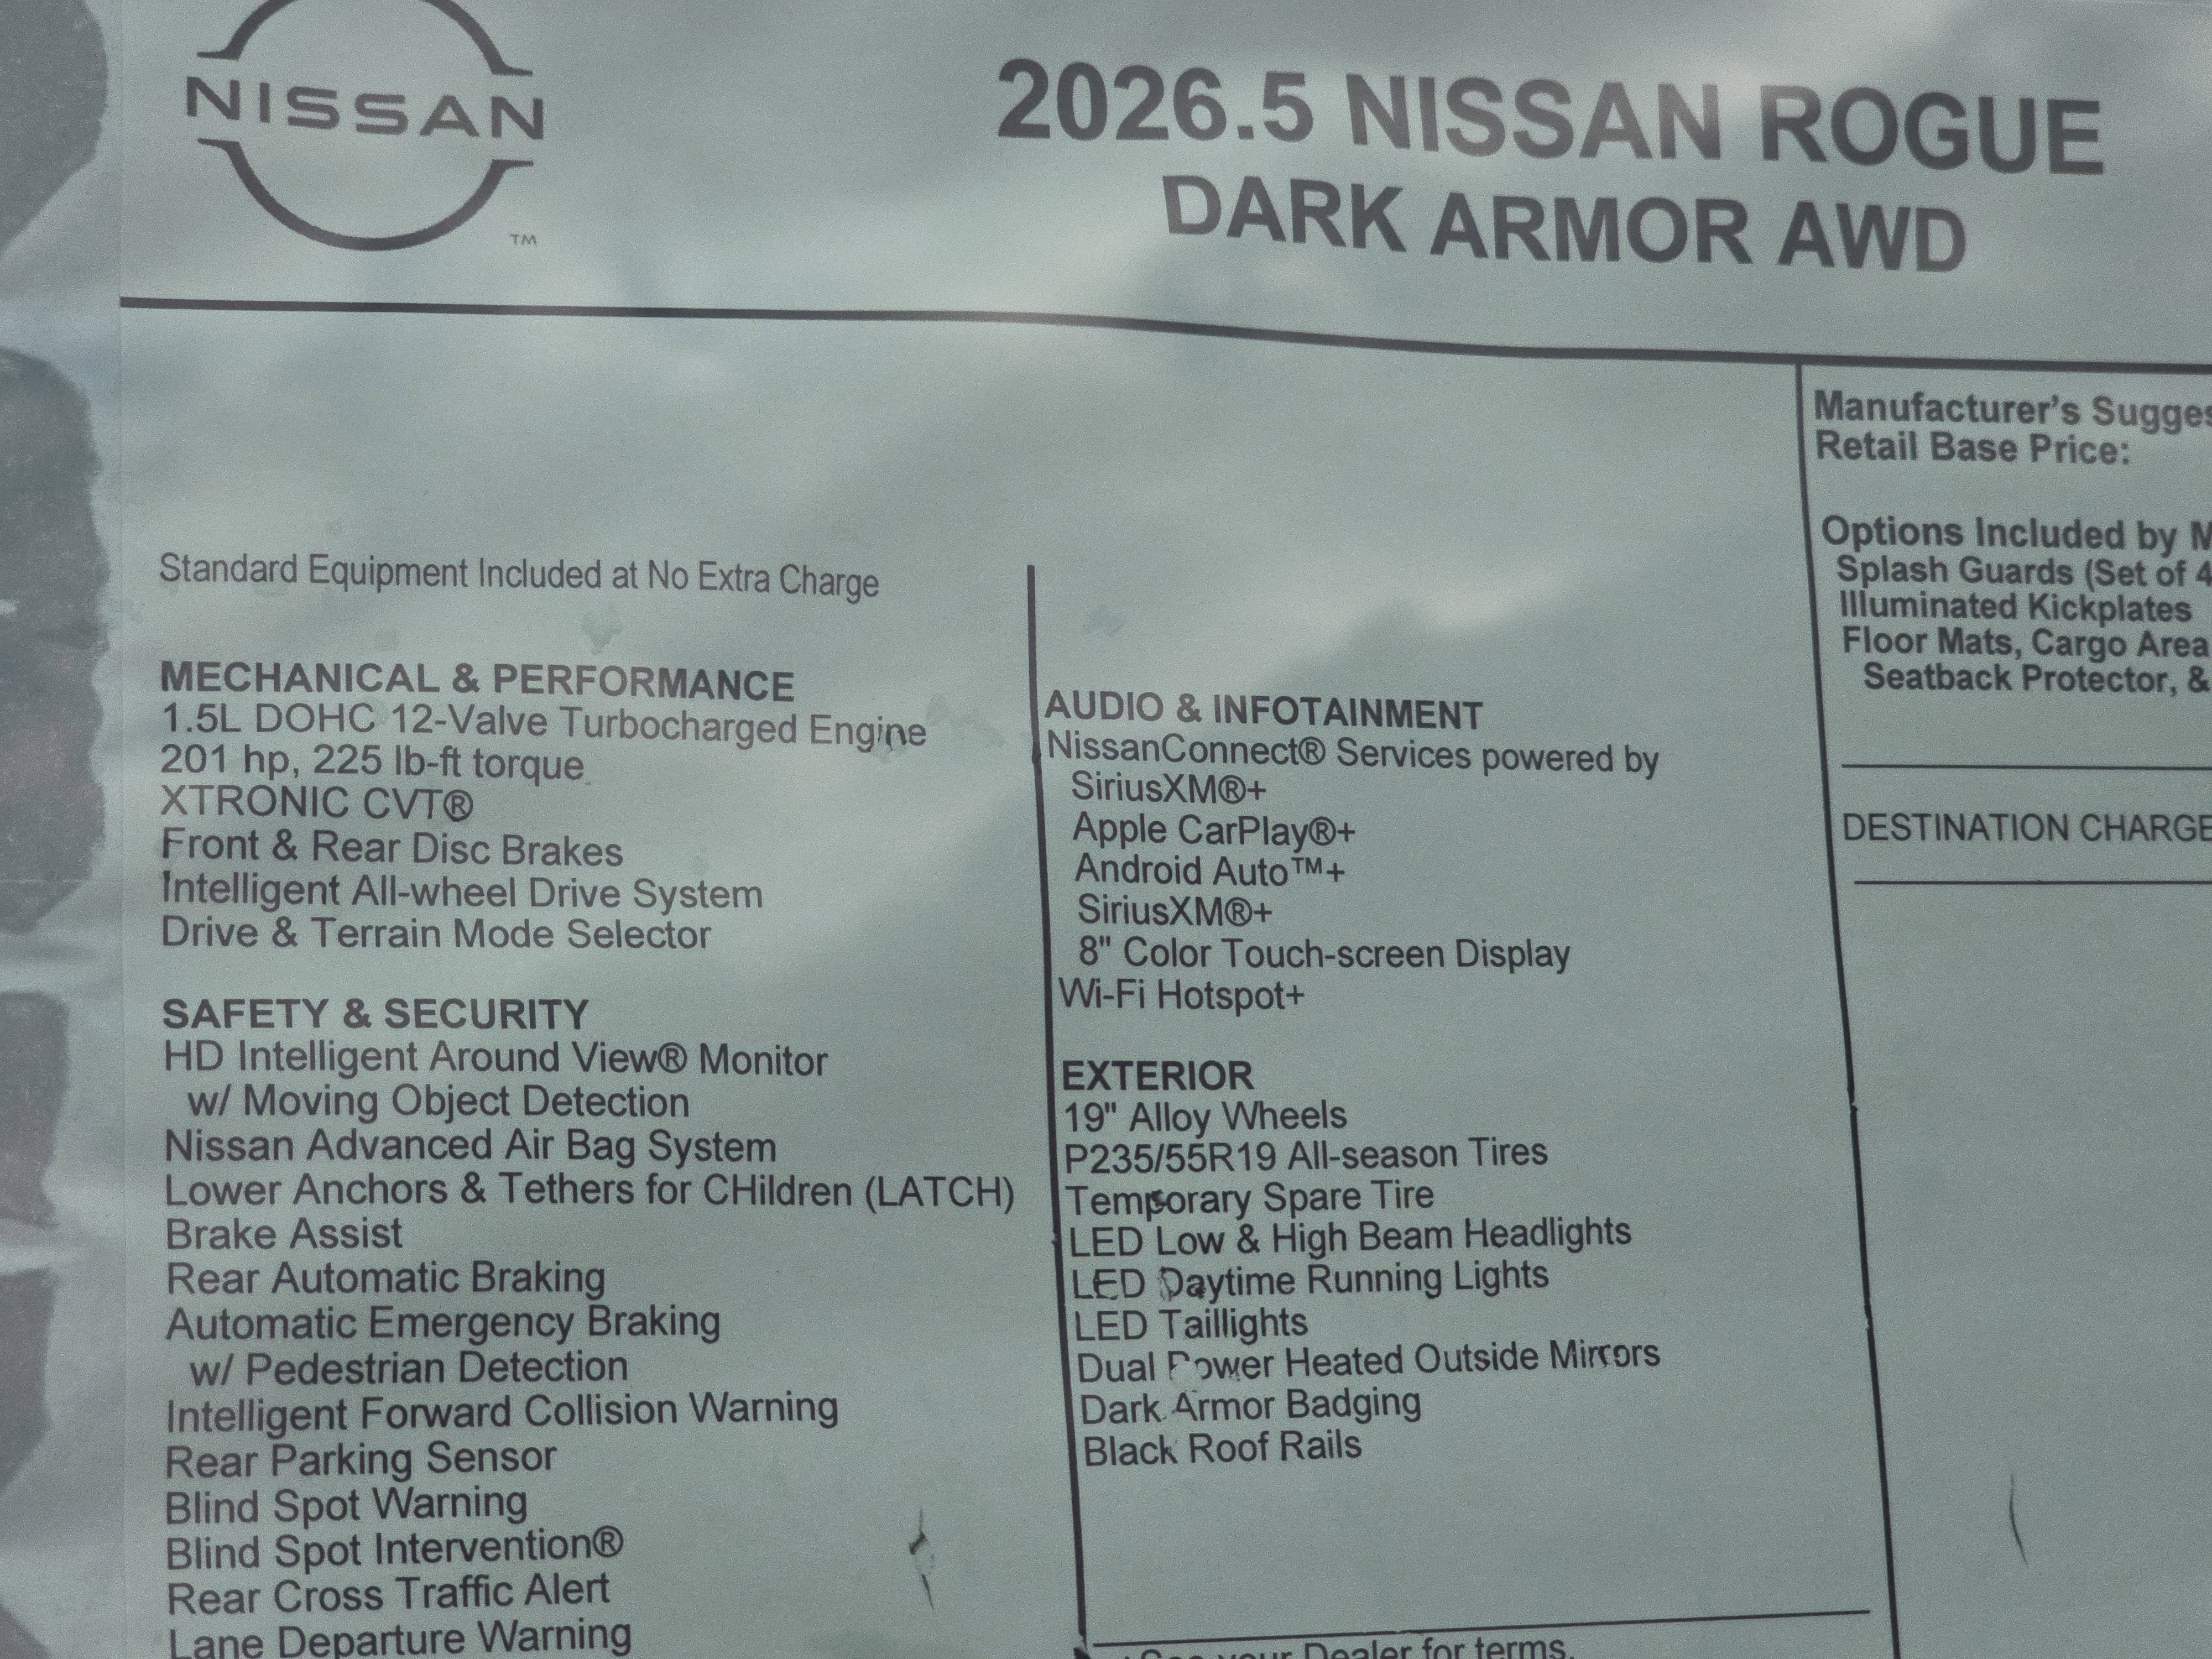 NISSAN
TM
2026.5 NISSAN ROGUE
DARK ARMOR AWD
Standard Equipment Included at No Extra Charge
MECHANICAL & PERFORMANCE
1.5L DOHC 12-Valve Turbocharged Engine
201 hp, 225 lb-ft torque
XTRONIC CVT®
Front & Rear Disc Brakes
Intelligent All-wheel Drive System
Drive & Terrain Mode Selector
SAFETY & SECURITY
HD Intelligent Around View® Monitor
w/ Moving Object Detection
Nissan Advanced Air Bag System
Lower Anchors & Tethers for CHildren (LATCH)
Brake Assist
Rear Automatic Braking
Automatic Emergency Braking
w/ Pedestrian Detection
Intelligent Forward Collision Warning
Rear Parking Sensor
Blind Spot Warning
Blind Spot Intervention®
Rear Cross Traffic Alert
Lane Departure Warning
AUDIO & INFOTAINMENT
NissanConnect® Services powered by
SiriusXM®+
Apple CarPlay®+
Android Auto™+
SiriusXM®+
8" Color Touch-screen Display
Wi-Fi Hotspot+
EXTERIOR
19" Alloy Wheels
P235/55R19 All-season Tires
Temporary Spare Tire
LED Low & High Beam Headlights
LED Daytime Running Lights
LED Taillights
Dual Power Heated Outside Mirrors
Dark Armor Badging
Black Roof Rails
See your Dealer for terms.
Manufacturer's Sugges
Retail Base Price:
Options Included by M
Splash Guards (Set of 4
Illuminated Kickplates
Floor Mats, Cargo Area
Seatback Protector, &
DESTINATION CHARGE